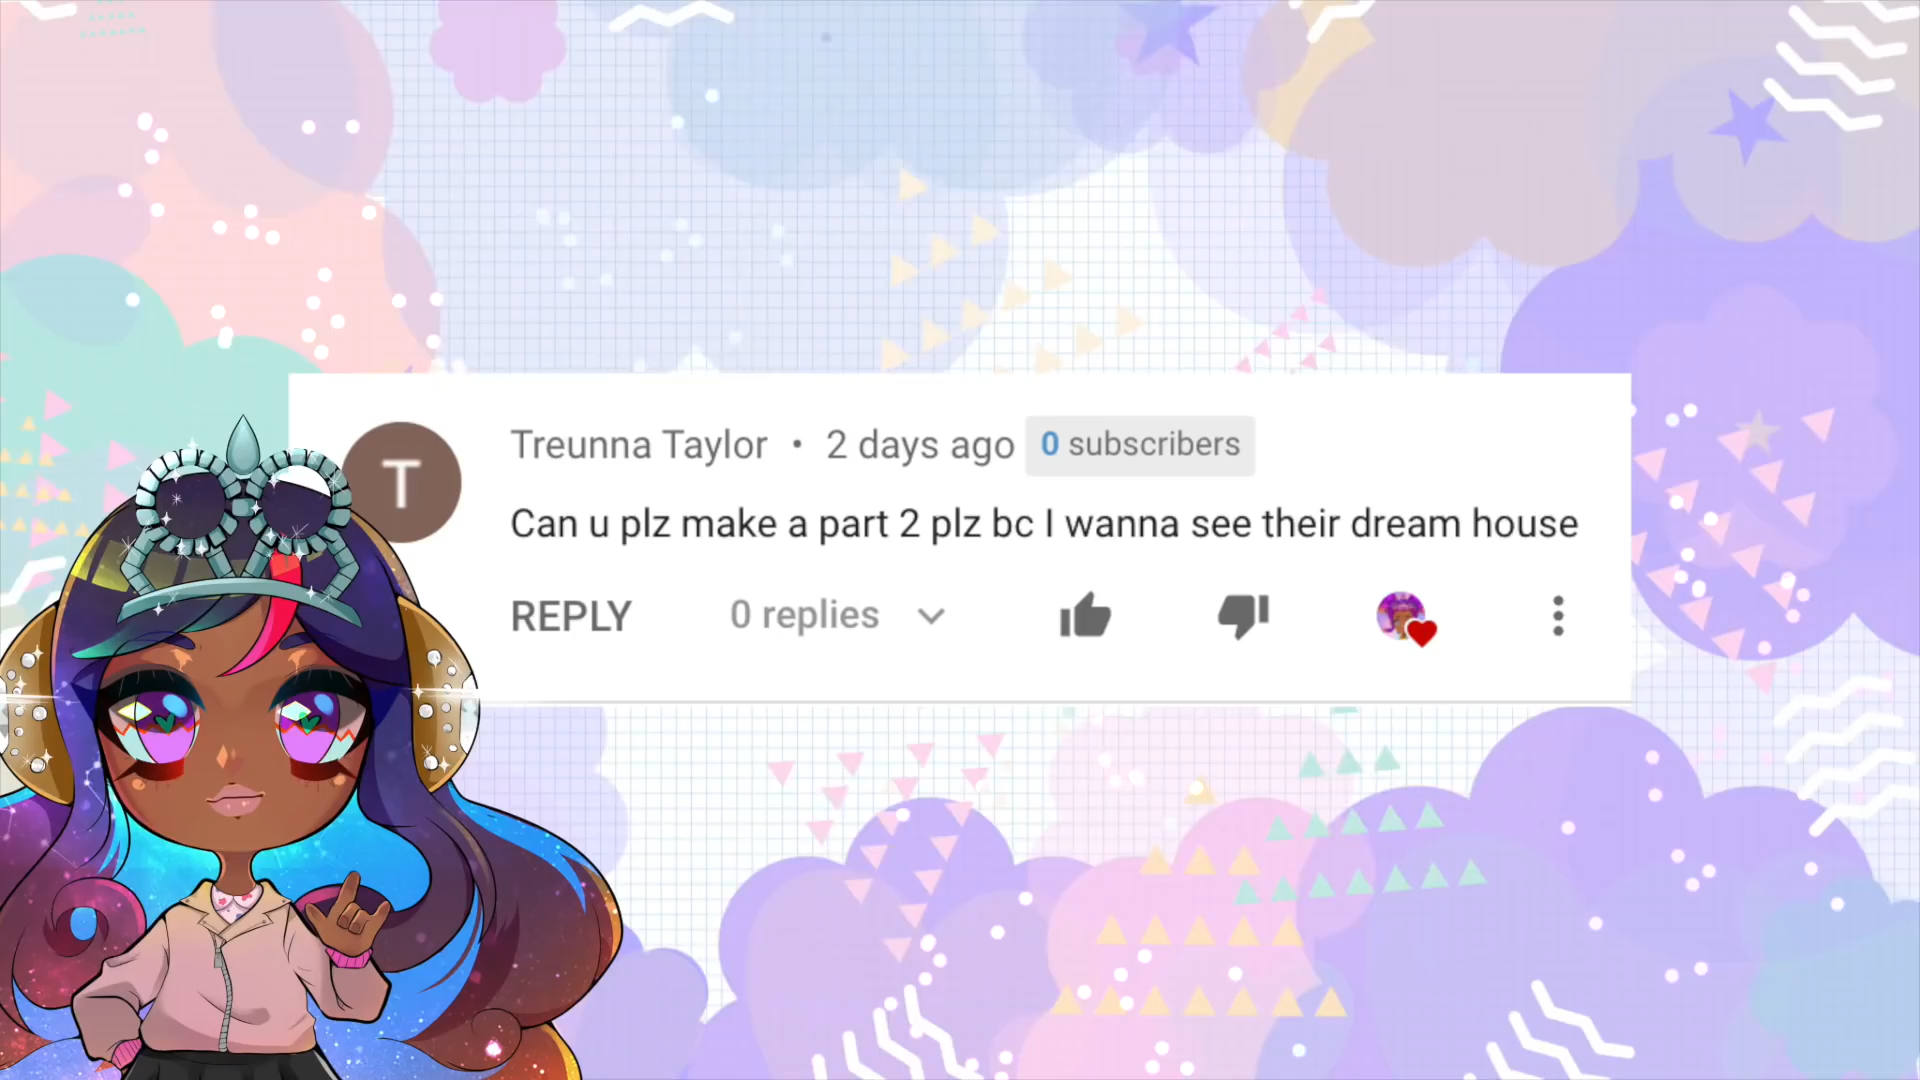 T
Treunna Taylor • 2 days ago 0 subscribers
Can u plz make a part 2 plz bc I wanna see their dream house
REPLY 0 replies